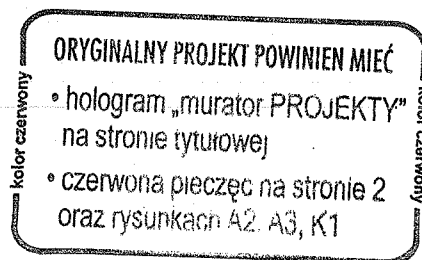 ORYGINALNY PROJEKT POWINIEN MIEĆ
• hologram „murator PROJEKTY"
na stronie tytułowej
• czerwona pieczęć na stronie 2
oraz rysunkach A2, A3, K1
kolor czerwony
kolor czerwony